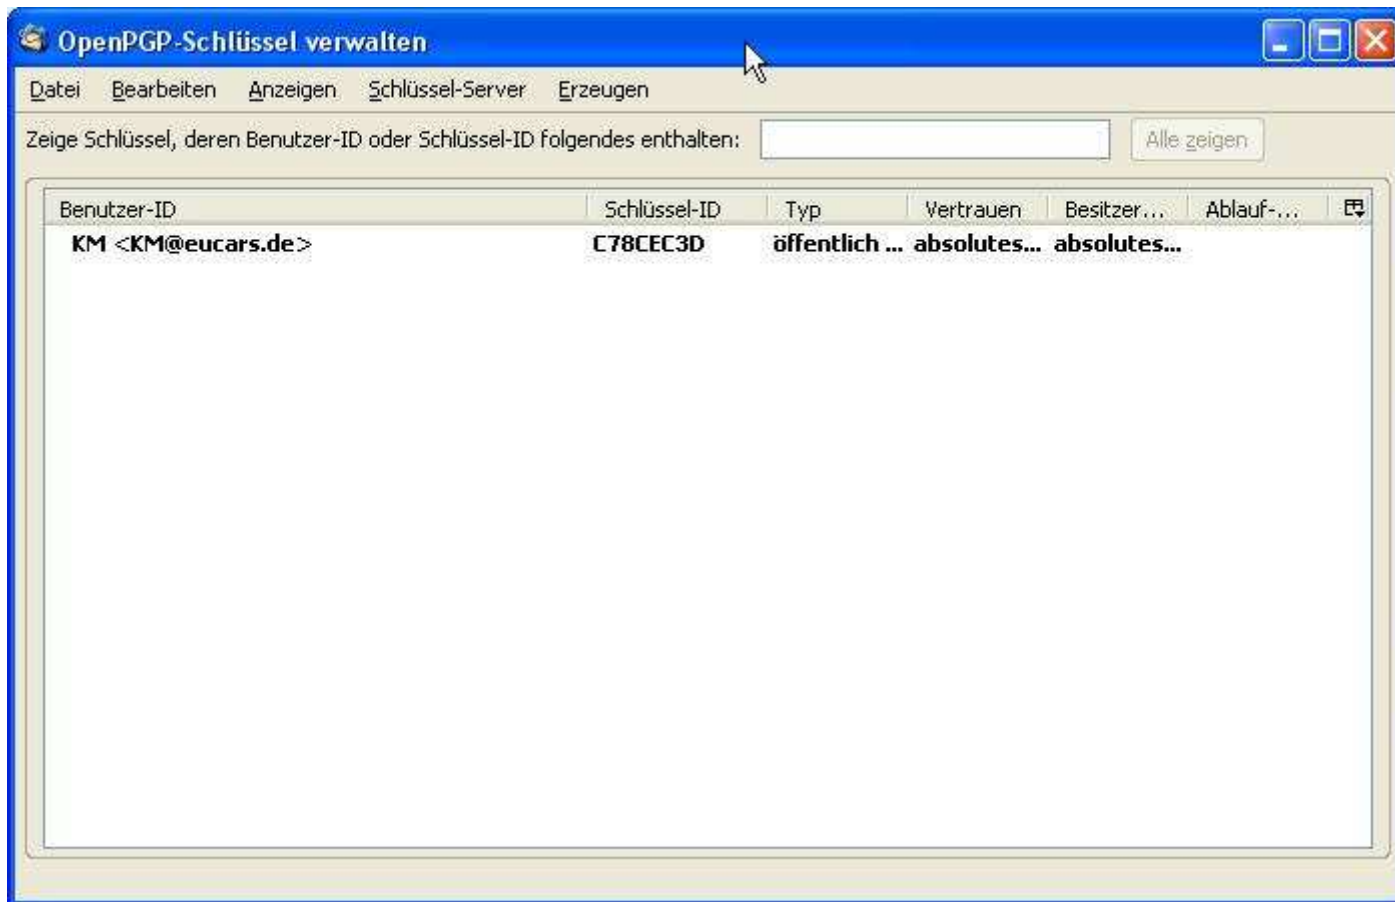 OpenPGP-Schlüssel verwalten
Datei Bearbeiten Anzeigen Schlüssel-Server Erzeugen
Zeige Schlüssel, deren Benutzer-ID oder Schlüssel-ID folgendes enthalten: Alle zeigen
Benutzer-ID Schlüssel-ID Typ Vertrauen Besitzer... Ablauf-...
KM <KM@eucars.de> C78CEC3D öffentlich ... absolutes... absolutes...